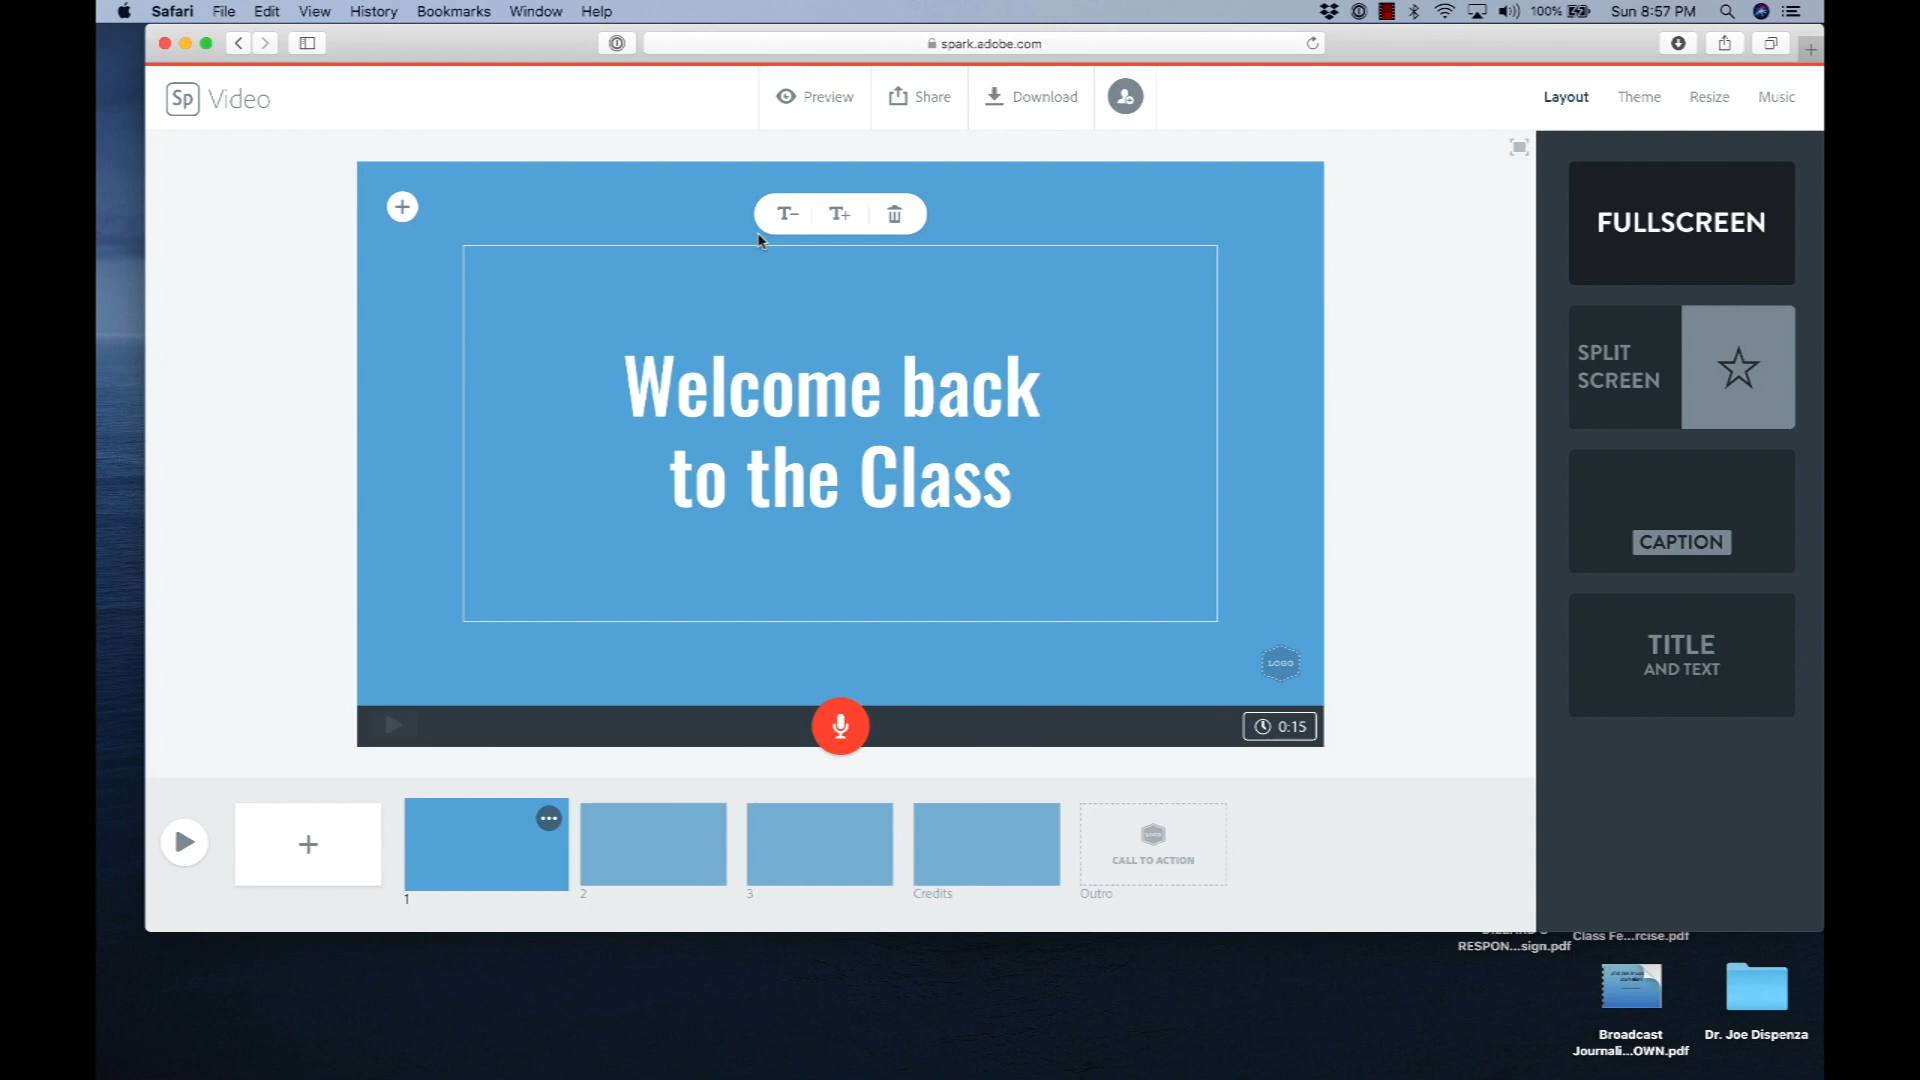 Safari File Edit View History Bookmarks Window Help 100% Sun 8:57 PM
spark.adobe.com
Sp Video Preview Share Download Layout Theme Resize Music
T- T+
Welcome back
to the Class
LOGO
0:15
FULLSCREEN
SPLIT
SCREEN
CAPTION
TITLE
AND TEXT
CALL TO ACTION
1 2 3 Credits Outro
RESPON...sign.pdf
Class Fe...rcise.pdf
Broadcast
Journali...OWN.pdf
Dr. Joe Dispenza